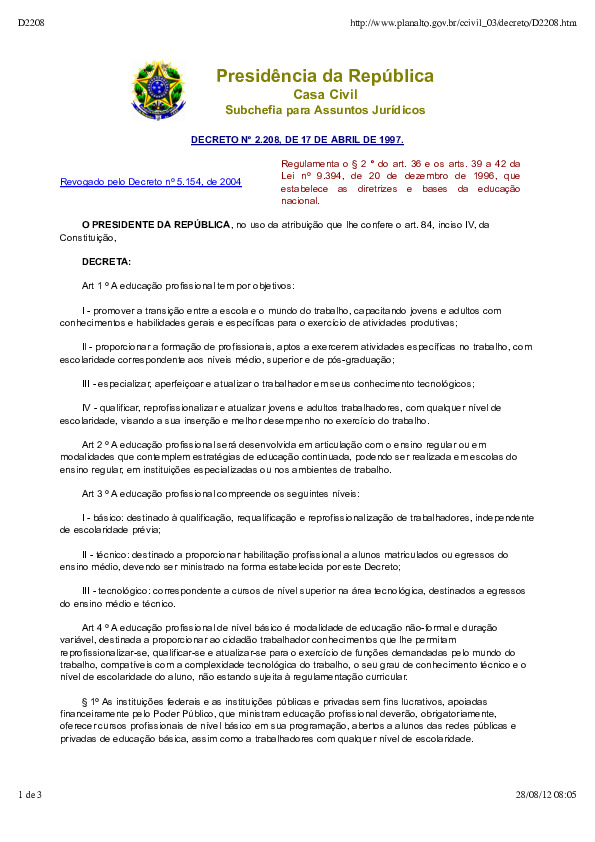 D2208
http://www.planalto.gov.br/ccivil_03/decreto/D2208.htm
Presidência da República
Casa Civil
Subchefia para Assuntos Jurídicos
DECRETO Nº 2.208, DE 17 DE ABRIL DE 1997.
Revogado pelo Decreto nº 5.154, de 2004
Regulamenta o § 2 º do art. 36 e os arts. 39 a 42 da
Lei nº 9.394, de 20 de dezembro de 1996, que
estabelece as diretrizes e bases da educação
nacional.
O PRESIDENTE DA REPÚBLICA, no uso da atribuição que lhe confere o art. 84, inciso IV, da
Constituição,
DECRETA:
Art 1 º A educação profissional tem por objetivos:
I - promover a transição entre a escola e o mundo do trabalho, capacitando jovens e adultos com
conhecimentos e habilidades gerais e específicas para o exercício de atividades produtivas;
II - proporcionar a formação de profissionais, aptos a exercerem atividades específicas no trabalho, com
escolaridade correspondente aos níveis médio, superior e de pós-graduação;
III - especializar, aperfeiçoar e atualizar o trabalhador em seus conhecimento tecnológicos;
IV - qualificar, reprofissionalizar e atualizar jovens e adultos trabalhadores, com qualquer nível de
escolaridade, visando a sua inserção e melhor desempenho no exercício do trabalho.
Art 2 º A educação profissional será desenvolvida em articulação com o ensino regular ou em
modalidades que contemplem estratégias de educação continuada, podendo ser realizada em escolas do
ensino regular, em instituições especializadas ou nos ambientes de trabalho.
Art 3 º A educação profissional compreende os seguintes níveis:
I - básico: destinado à qualificação, requalificação e reprofissionalização de trabalhadores, independente
de escolaridade prévia;
II - técnico: destinado a proporcionar habilitação profissional a alunos matriculados ou egressos do
ensino médio, devendo ser ministrado na forma estabelecida por este Decreto;
III - tecnológico: correspondente a cursos de nível superior na área tecnológica, destinados a egressos
do ensino médio e técnico.
Art 4 º A educação profissional de nível básico é modalidade de educação não-formal e duração
variável, destinada a proporcionar ao cidadão trabalhador conhecimentos que lhe permitam
reprofissionalizar-se, qualificar-se e atualizar-se para o exercício de funções demandadas pelo mundo do
trabalho, compatíveis com a complexidade tecnológica do trabalho, o seu grau de conhecimento técnico e o
nível de escolaridade do aluno, não estando sujeita à regulamentação curricular.
§ 1º As instituições federais e as instituições públicas e privadas sem fins lucrativos, apoiadas
financeiramente pelo Poder Público, que ministram educação profissional deverão, obrigatoriamente,
oferecer cursos profissionais de nível básico em sua programação, abertos a alunos das redes públicas e
privadas de educação básica, assim como a trabalhadores com qualquer nível de escolaridade.
1 de 3
28/08/12 08:05